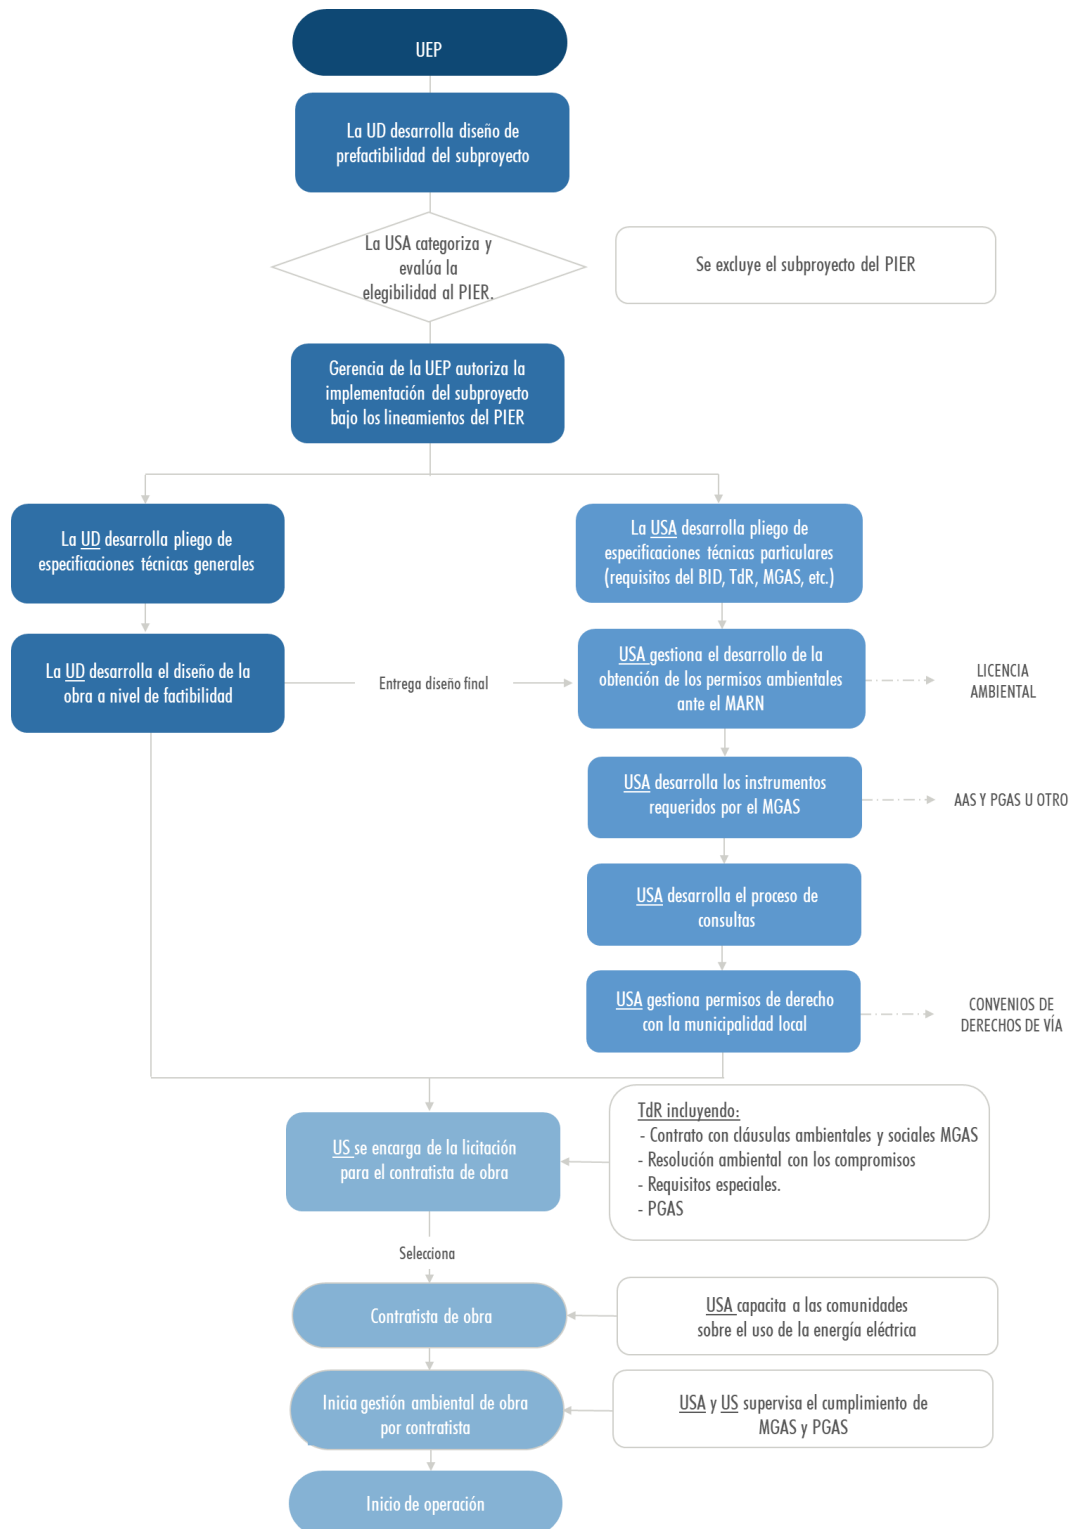 UEP
La UD desarrolla diseño de
prefactibilidad del subproyecto
La USA categoriza y
evalúa la
elegibilidad al PIER.
Se excluye el subproyecto del PIER
Gerencia de la UEP autoriza la
implementación del subproyecto
bajo los lineamientos del PIER
La UD desarrolla pliego de
especificaciones técnicas generales
La USA desarrolla pliego de
especificaciones técnicas particulares
(requisitos del BID, TdR, MGAS, etc.)
La UD desarrolla el diseño de la
obra a nivel de factibilidad
Entrega diseño final
USA gestiona el desarrollo de la
obtención de los permisos ambientales
ante el MARN
LICENCIA
AMBIENTAL
USA desarrolla los instrumentos
requeridos por el MGAS
AAS Y PGAS U OTRO
USA desarrolla el proceso de
consultas
USA gestiona permisos de derecho
con la municipalidad local
CONVENIOS DE
DERECHOS DE VÍA
US se encarga de la licitación
para el contratista de obra
TdR incluyendo:
- Contrato con cláusulas ambientales y sociales MGAS
- Resolución ambiental con los compromisos
- Requisitos especiales.
- PGAS
Selecciona
Contratista de obra
USA capacita a las comunidades
sobre el uso de la energía eléctrica
Inicia gestión ambiental de obra
por contratista
USA y US supervisa el cumplimiento de
MGAS y PGAS
Inicio de operación